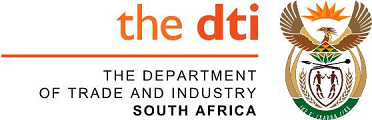 the dti
THE DEPARTMENT
OF TRADE AND INDUSTRY
SOUTH AFRICA